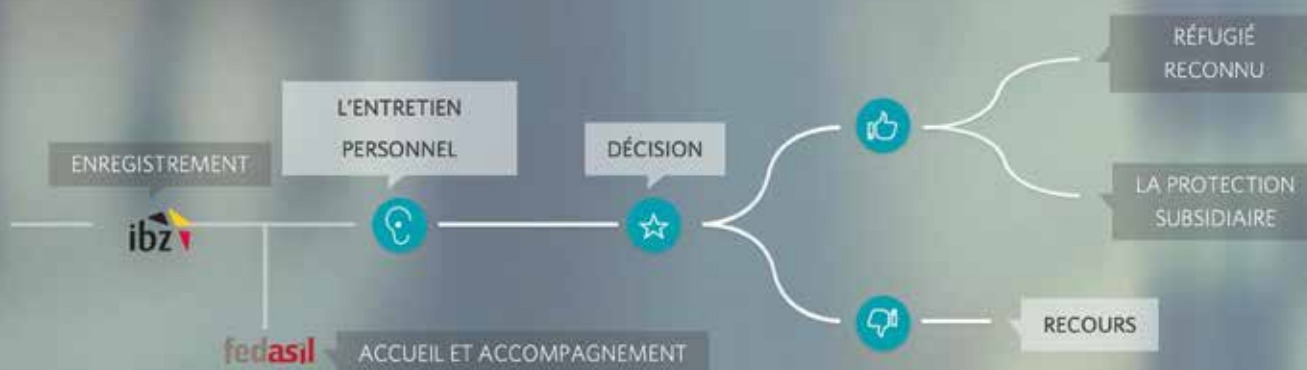 ENREGISTREMENT
ibz
fedasil
ACCUEIL ET ACCOMPAGNEMENT
L'ENTRETIEN
PERSONNEL
DÉCISION
RÉFUGIÉ
RECONNU
LA PROTECTION
SUBSIDIAIRE
RECOURS